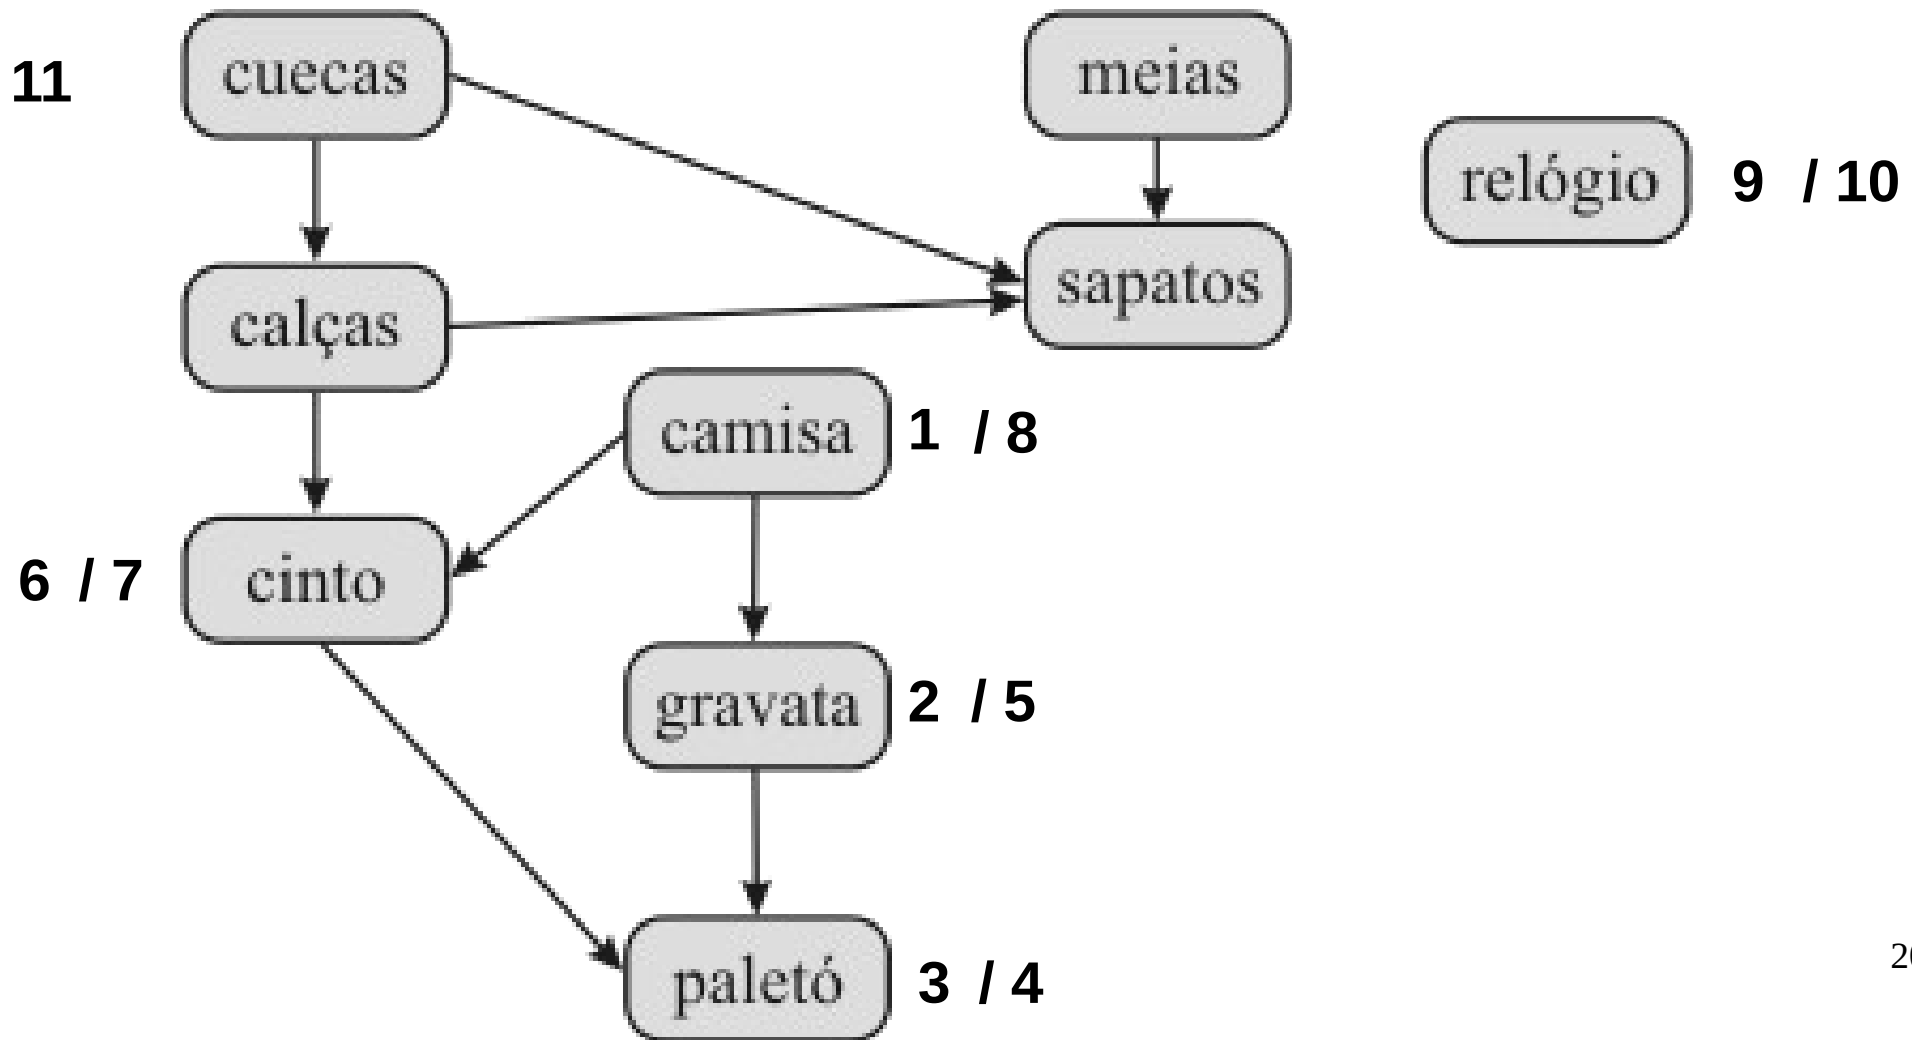 11 cuecas meias
relógio 9 / 10
sapatos
calças
camisa 1 / 8
6 / 7 cinto
gravata 2 / 5
paletó 3 / 4